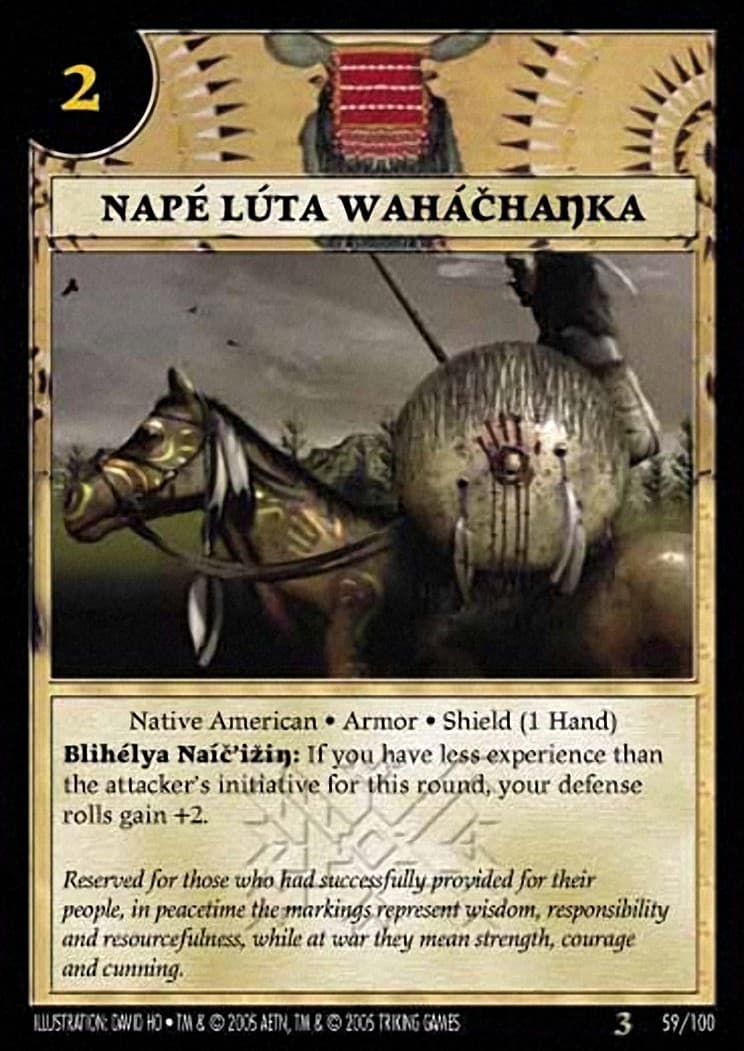 2
NAPÉ LÚTA WAHÁČHAŊKA
Native American • Armor • Shield (1 Hand)
Blihélya Naíč'ižiŋ: If you have less experience than
the attacker's initiative for this round, your defense
rolls gain +2.
Reserved for those who had successfully provided for their
people, in peacetime the markings represent wisdom, responsibility
and resourcefulness, while at war they mean strength, courage
and cunning.
ILLUSTRATION: DAVID HO • TM & © 2005 AETN, TM & © 2005 TRIKING GAMES
3 59/100